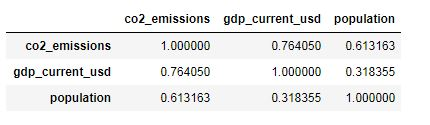 co2_emissions gdp_current_usd population
co2_emissions 1.000000 0.764050 0.613163
gdp_current_usd 0.764050 1.000000 0.318355
population 0.613163 0.318355 1.000000